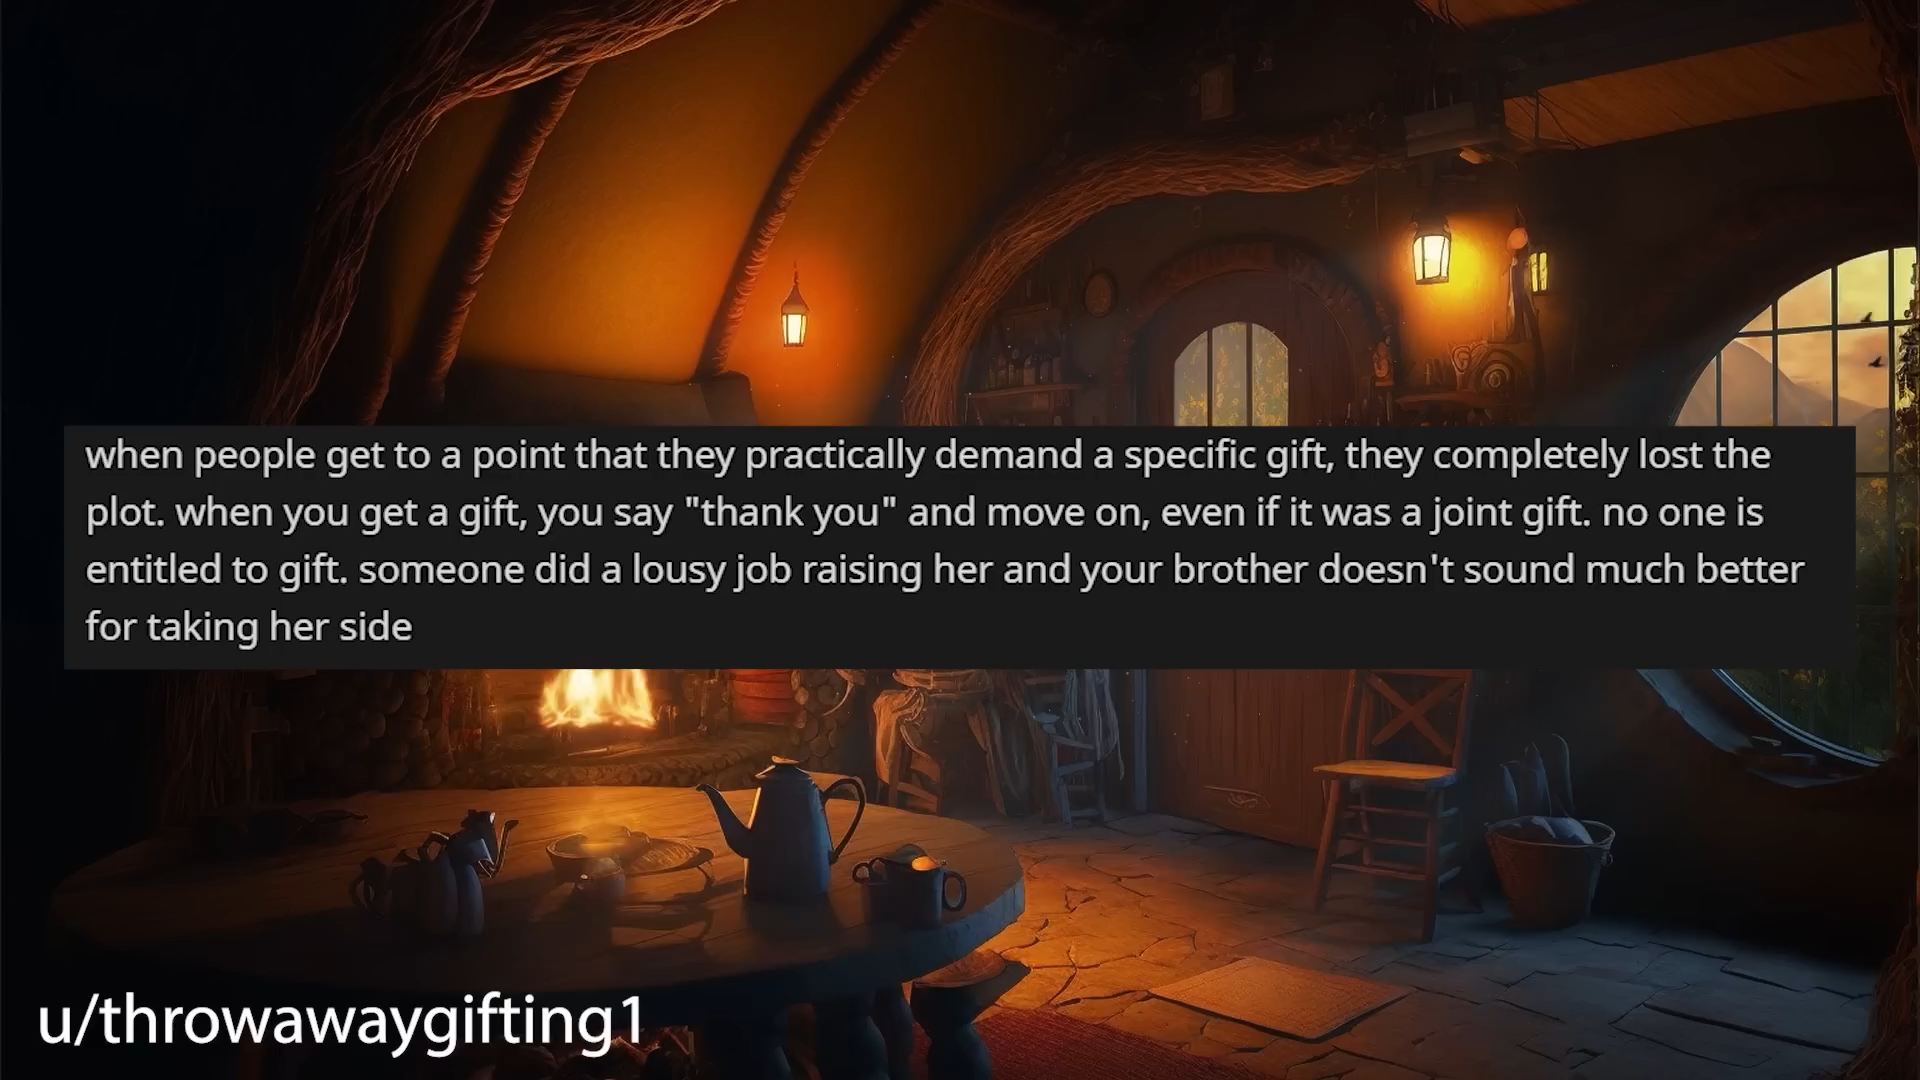 when people get to a point that they practically demand a specific gift, they completely lost the
plot. when you get a gift, you say "thank you" and move on, even if it was a joint gift. no one is
entitled to gift. someone did a lousy job raising her and your brother doesn't sound much better
for taking her side
u/throwawaygifting1